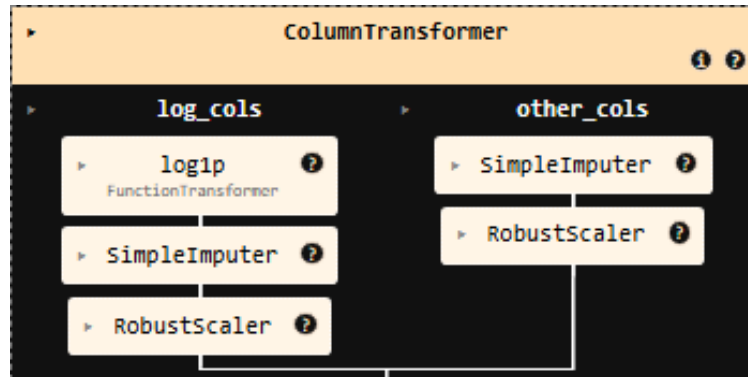 ColumnTransformer
log_cols
log1p
FunctionTransformer
SimpleImputer
RobustScaler
other_cols
SimpleImputer
RobustScaler